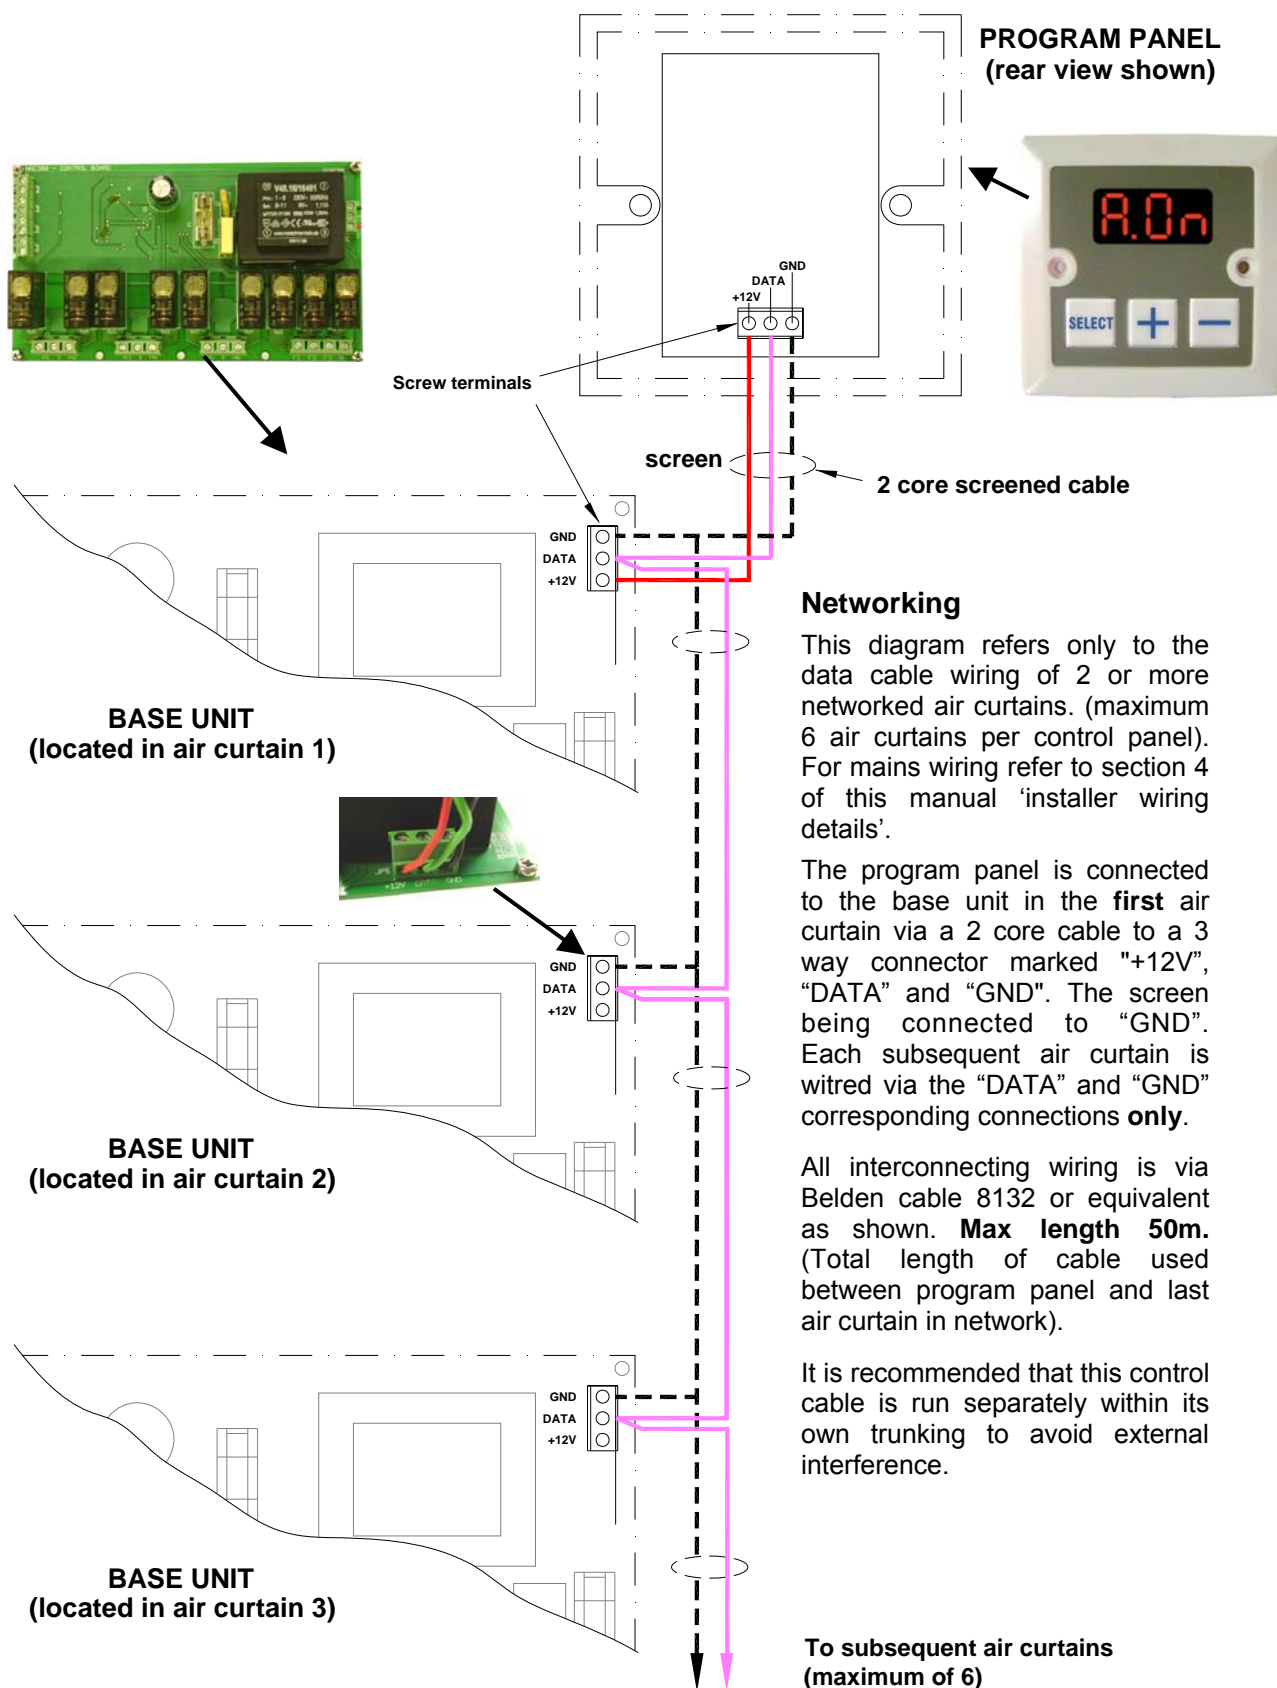 PROGRAM PANEL
(rear view shown)
A.On
SELECT
+
−
GND
DATA
+12V
Screw terminals
screen
2 core screened cable
GND
DATA
+12V
BASE UNIT
(located in air curtain 1)
Networking
This diagram refers only to the
data cable wiring of 2 or more
networked air curtains. (maximum
6 air curtains per control panel).
For mains wiring refer to section 4
of this manual ‘installer wiring
details’.
The program panel is connected
to the base unit in the first air
curtain via a 2 core cable to a 3
way connector marked "+12V”,
“DATA” and “GND". The screen
being connected to “GND”.
Each subsequent air curtain is
witred via the “DATA” and “GND”
corresponding connections only.
All interconnecting wiring is via
Belden cable 8132 or equivalent
as shown. Max length 50m.
(Total length of cable used
between program panel and last
air curtain in network).
It is recommended that this control
cable is run separately within its
own trunking to avoid external
interference.
JP5
+12V
GND
GND
DATA
+12V
BASE UNIT
(located in air curtain 2)
GND
DATA
+12V
BASE UNIT
(located in air curtain 3)
To subsequent air curtains
(maximum of 6)